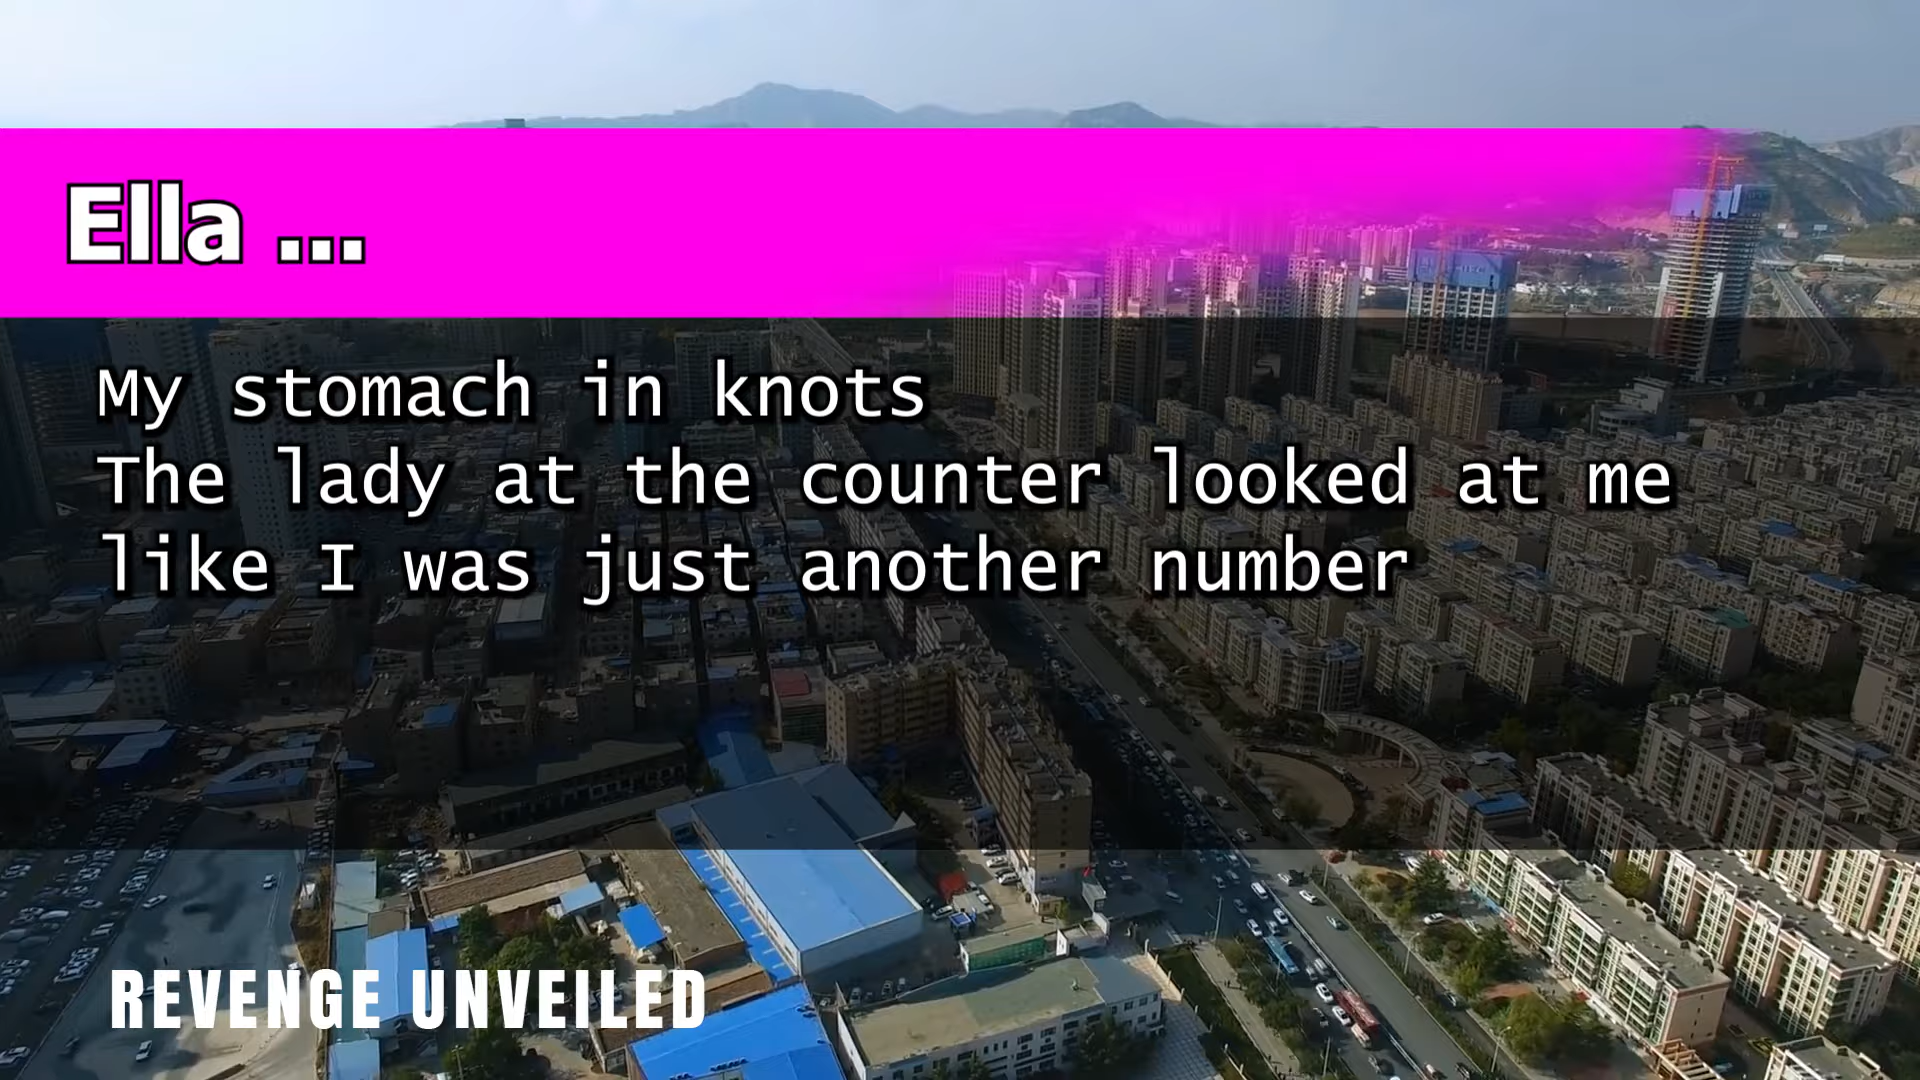 Ella ...
My stomach in knots
The lady at the counter looked at me
like I was just another number
REVENGE UNVEILED